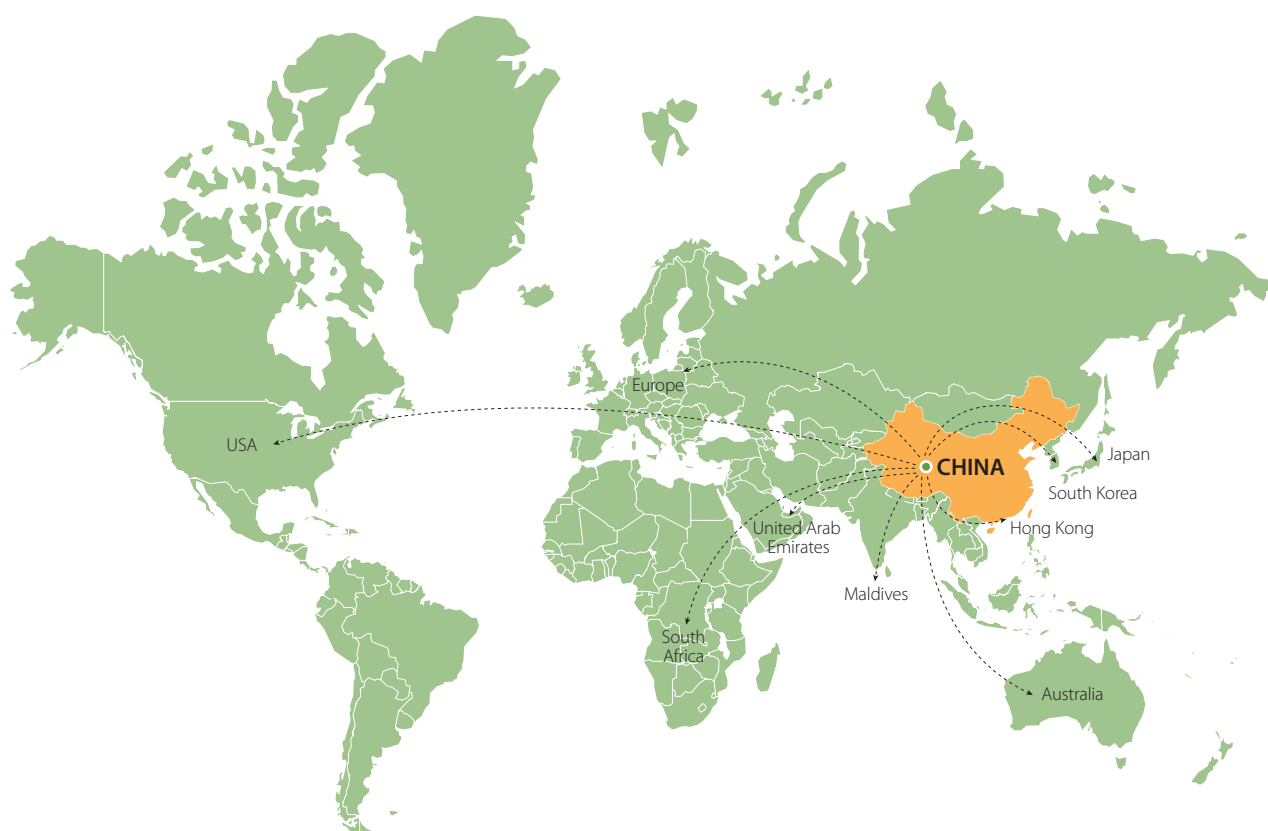 Europe
USA
CHINA
Japan
South Korea
United Arab
Emirates
Hong Kong
Maldives
South
Africa
Australia